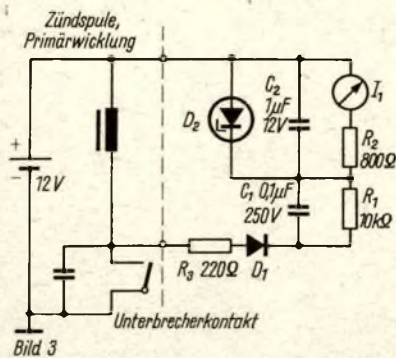 Zündspule,
Primärwicklung
+
−
12V
D2
L
C2
1µF
12V
I1
R2
800Ω
C1 0,1µF
250V
R1
10kΩ
R3 220Ω D1
Unterbrecherkontakt
Bild 3